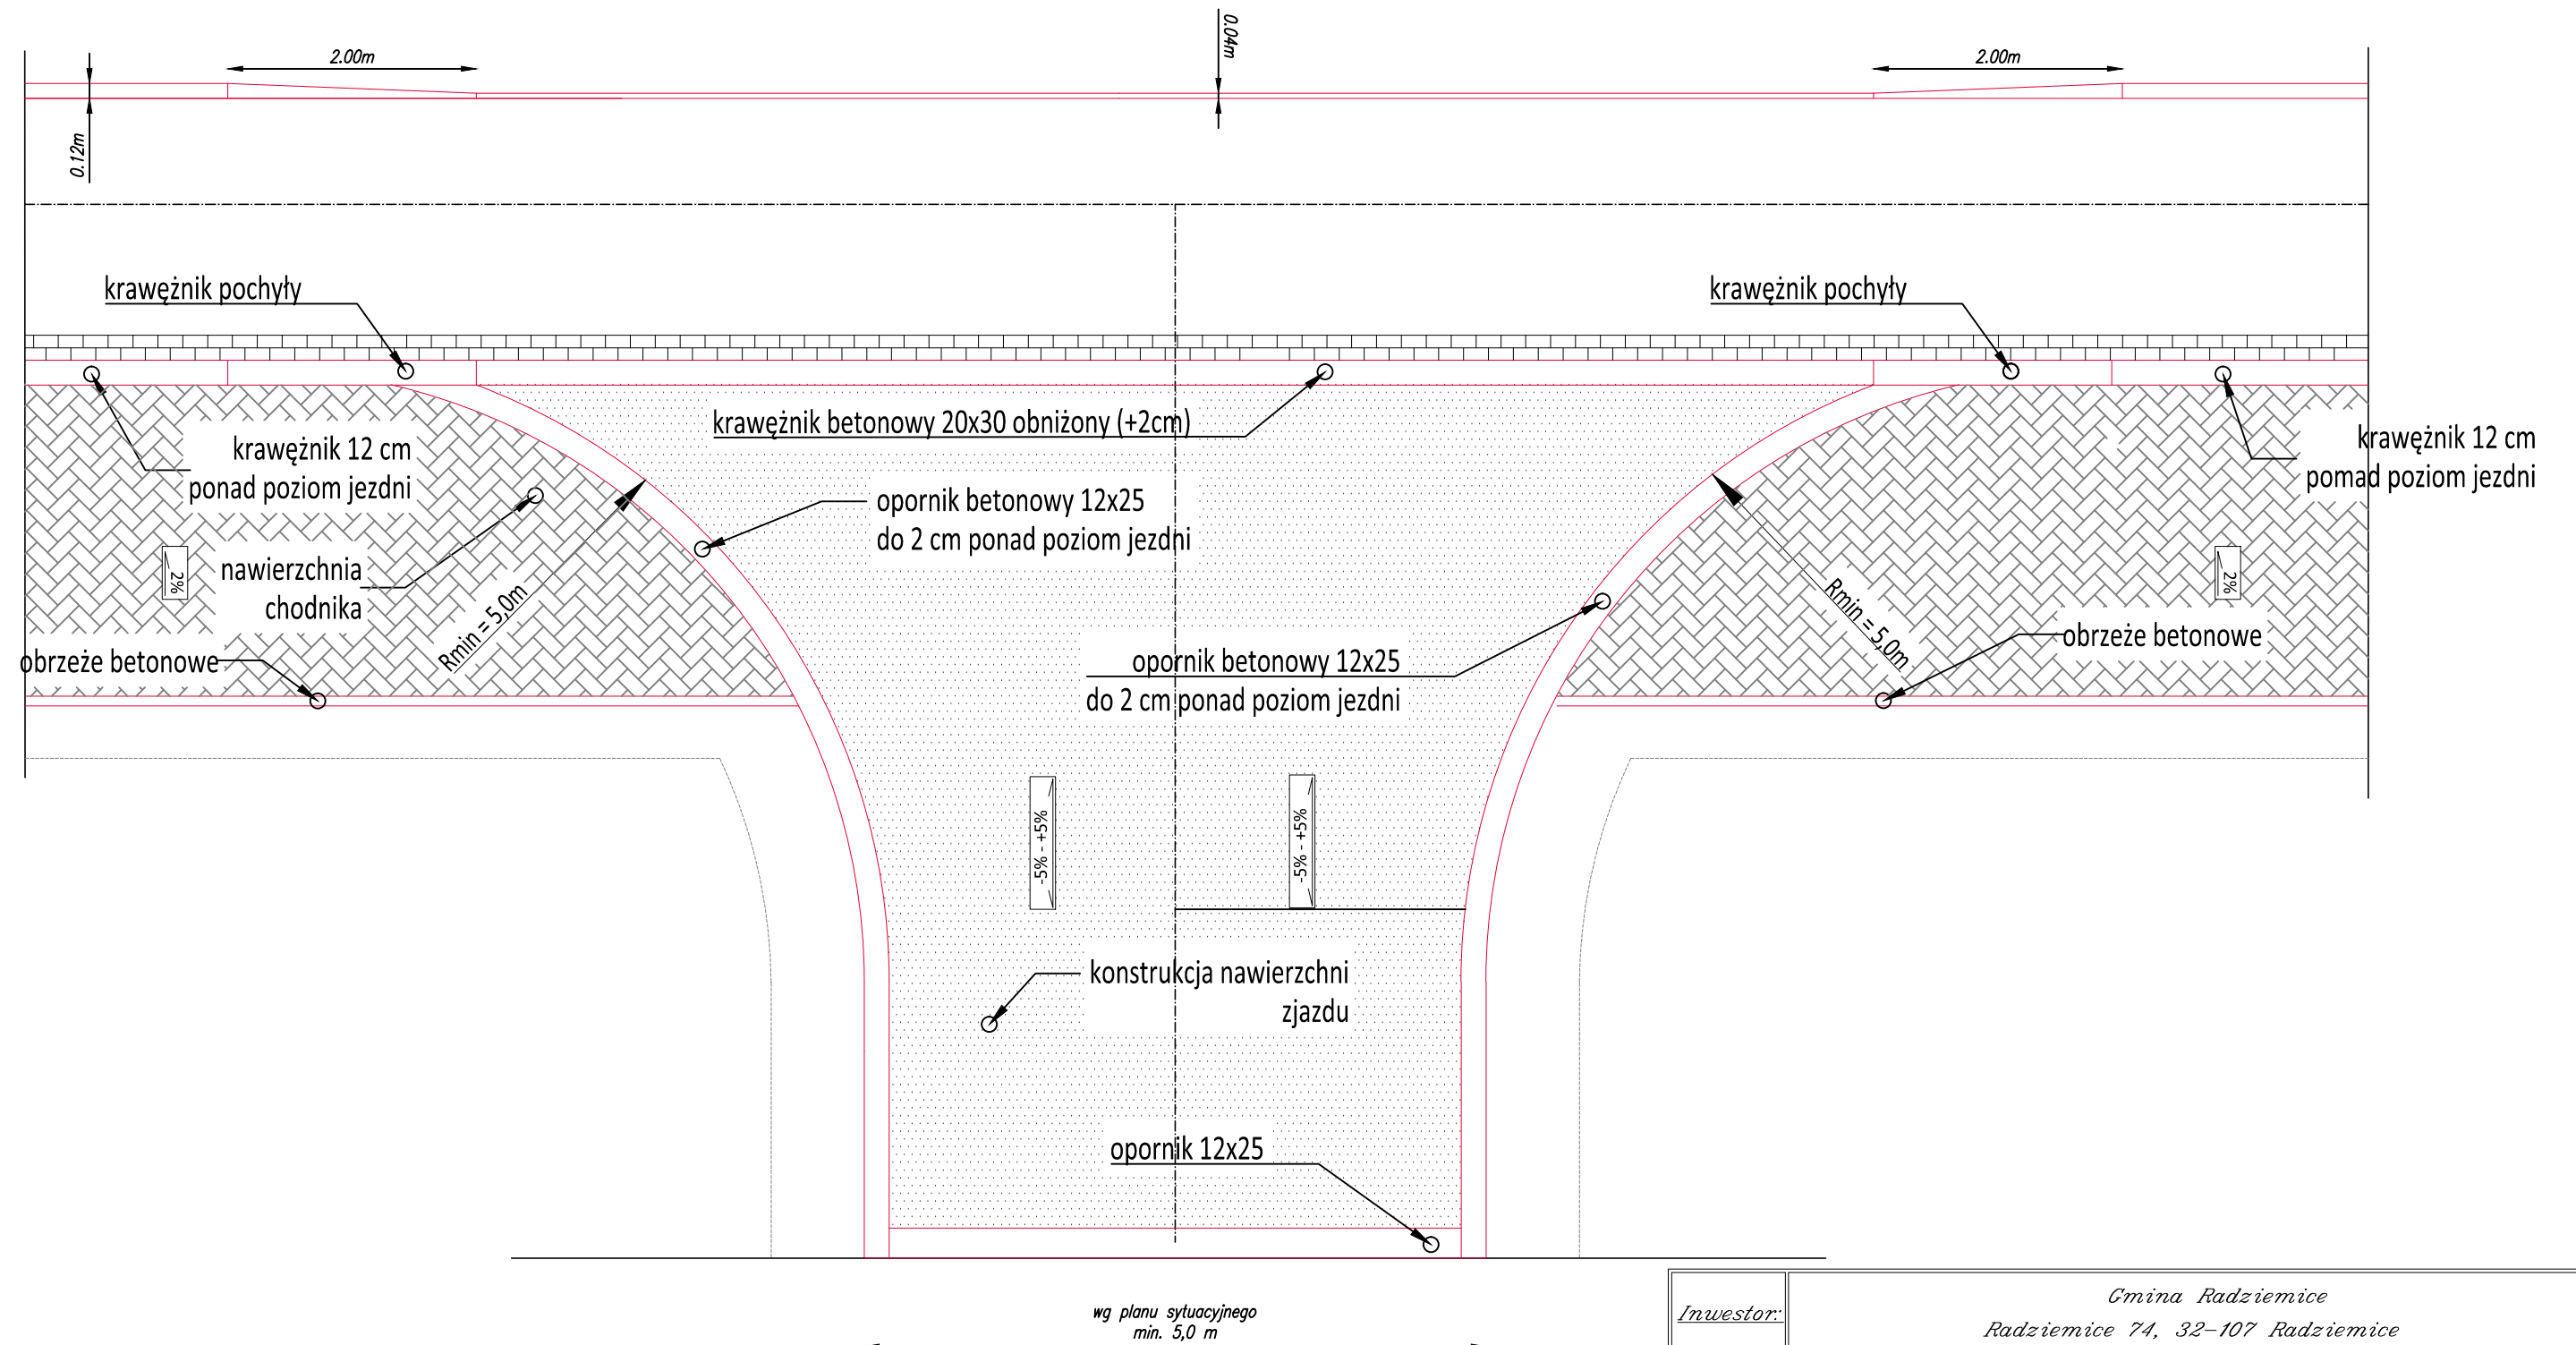 0.04m
2.00m
2.00m
0.12m
krawężnik pochyły
krawężnik pochyły
krawężnik betonowy 20x30 obniżony (+2cm)
krawężnik 12 cm
ponad poziom jezdni
krawężnik 12 cm
pomad poziom jezdni
opornik betonowy 12x25
do 2 cm ponad poziom jezdni
2%
nawierzchnia
chodnika
Rmin = 5,0m
Rmin = 5,0m
2%
obrzeże betonowe
opornik betonowy 12x25
do 2 cm ponad poziom jezdni
obrzeże betonowe
-5% - +5%
-5% - +5%
konstrukcja nawierzchni
zjazdu
opornik 12x25
wg planu sytuacyjnego
min. 5,0 m
Inwestor:
Gmina Radziemice
Radziemice 74, 32-107 Radziemice